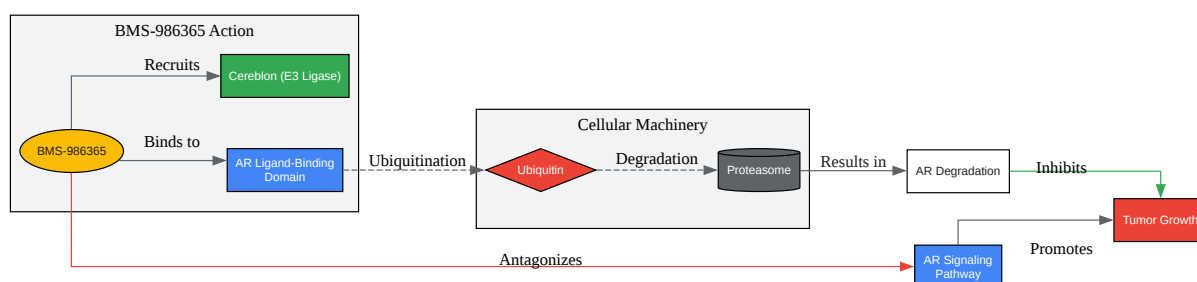 BMS-986365 Action
Recruits
Cereblon (E3 Ligase)
BMS-986365
Binds to
AR Ligand-Binding
Domain
Ubiquitination
Cellular Machinery
Ubiquitin
Degradation
Proteasome
Results in
AR Degradation
Inhibits
Tumor Growth
Promotes
Antagonizes
AR Signaling
Pathway